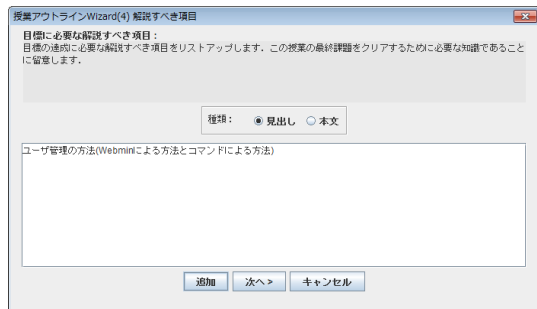 授業アウトラインWizard(4) 解説すべき項目
目標に必要な解説すべき項目：
目標の達成に必要な解説すべき項目をリストアップします．この授業の最終課題をクリアするために必要な知識であること
に留意します．
種類： 見出し 本文
ユーザ管理の方法(Webminによる方法とコマンドによる方法)
追加 次へ > キャンセル